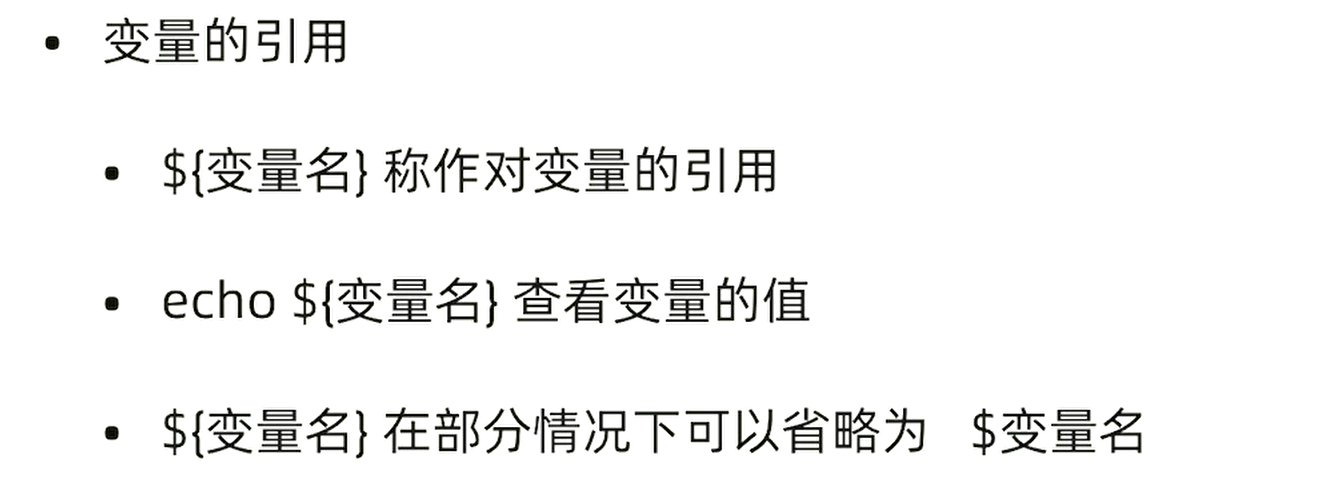 • 变量的引用
• ${变量名} 称作对变量的引用
• echo ${变量名} 查看变量的值
• ${变量名} 在部分情况下可以省略为 $变量名